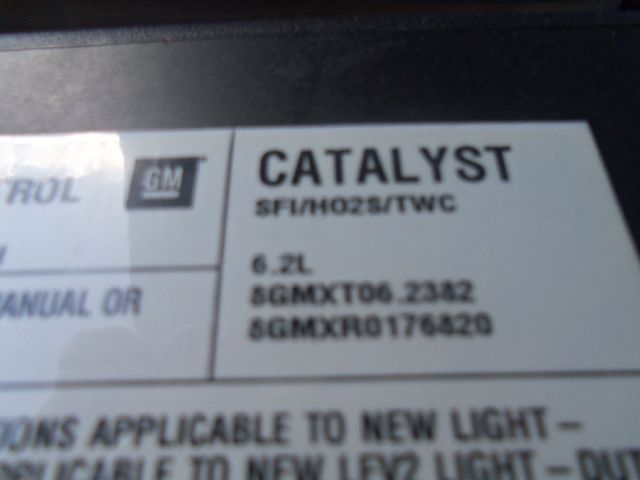 TROL
GM
CATALYST
SFI/HO2S/TWC
6.2L
ANUAL OR
8GMXT06.2382
8GMXR0176820
IONS APPLICABLE TO NEW LIGHT–
APPLICABLE TO NEW LEV2 LIGHT–DUT